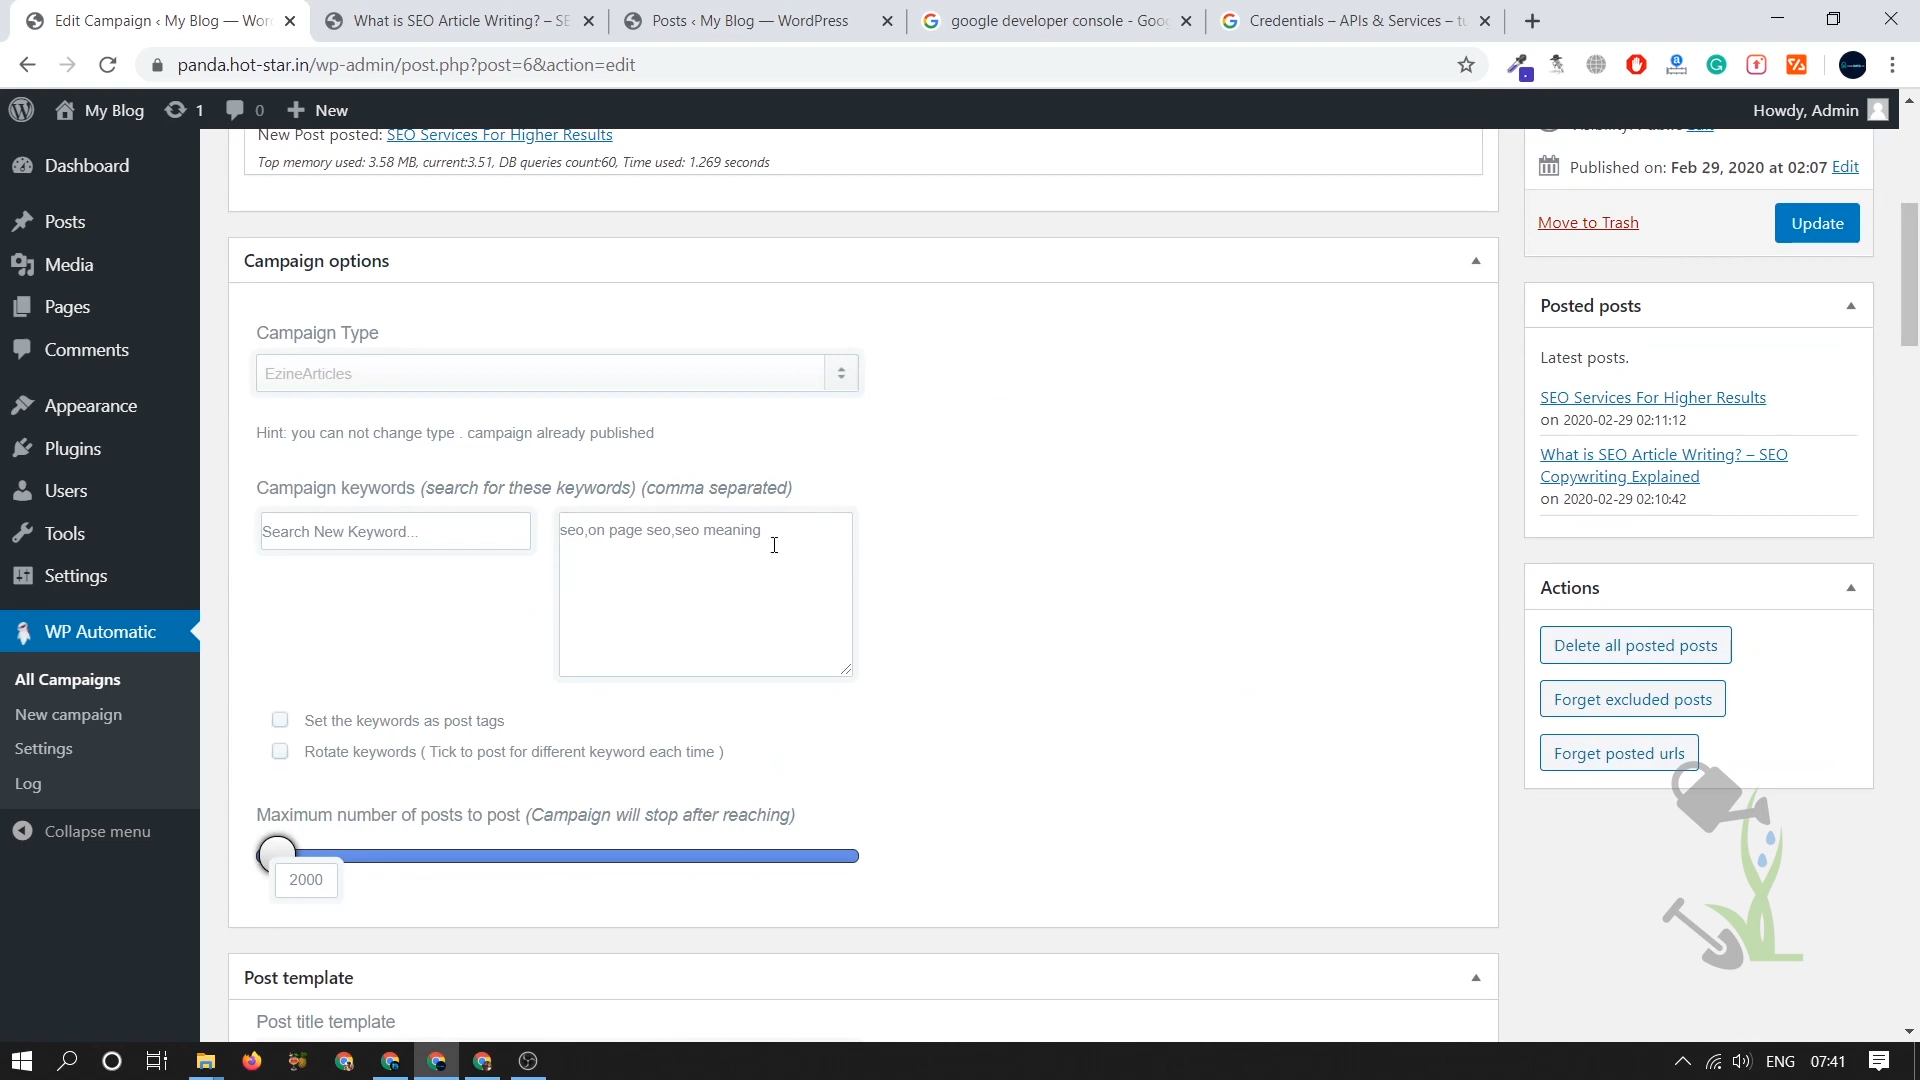 Edit Campaign ‹ My Blog — Wor
What is SEO Article Writing? – SE
Posts ‹ My Blog — WordPress
google developer console - Goo
Credentials – APIs & Services – tu
panda.hot-star.in/wp-admin/post.php?post=6&action=edit
My Blog
1
0
New
Howdy, Admin
Dashboard
Posts
Media
Pages
Comments
Appearance
Plugins
Users
Tools
Settings
WP Automatic
All Campaigns
New campaign
Settings
Log
Collapse menu
New Post posted: SEO Services For Higher Results
Top memory used: 3.58 MB, current:3.51, DB queries count:60, Time used: 1.269 seconds
Campaign options
Campaign Type
EzineArticles
Hint: you can not change type . campaign already published
Campaign keywords (search for these keywords) (comma separated)
Search New Keyword...
seo,on page seo,seo meaning
Set the keywords as post tags
Rotate keywords ( Tick to post for different keyword each time )
Maximum number of posts to post (Campaign will stop after reaching)
2000
Post template
Post title template
Published on: Feb 29, 2020 at 02:07 Edit
Move to Trash
Update
Posted posts
Latest posts.
SEO Services For Higher Results
on 2020-02-29 02:11:12
What is SEO Article Writing? – SEO
Copywriting Explained
on 2020-02-29 02:10:42
Actions
Delete all posted posts
Forget excluded posts
Forget posted urls
ENG
07:41